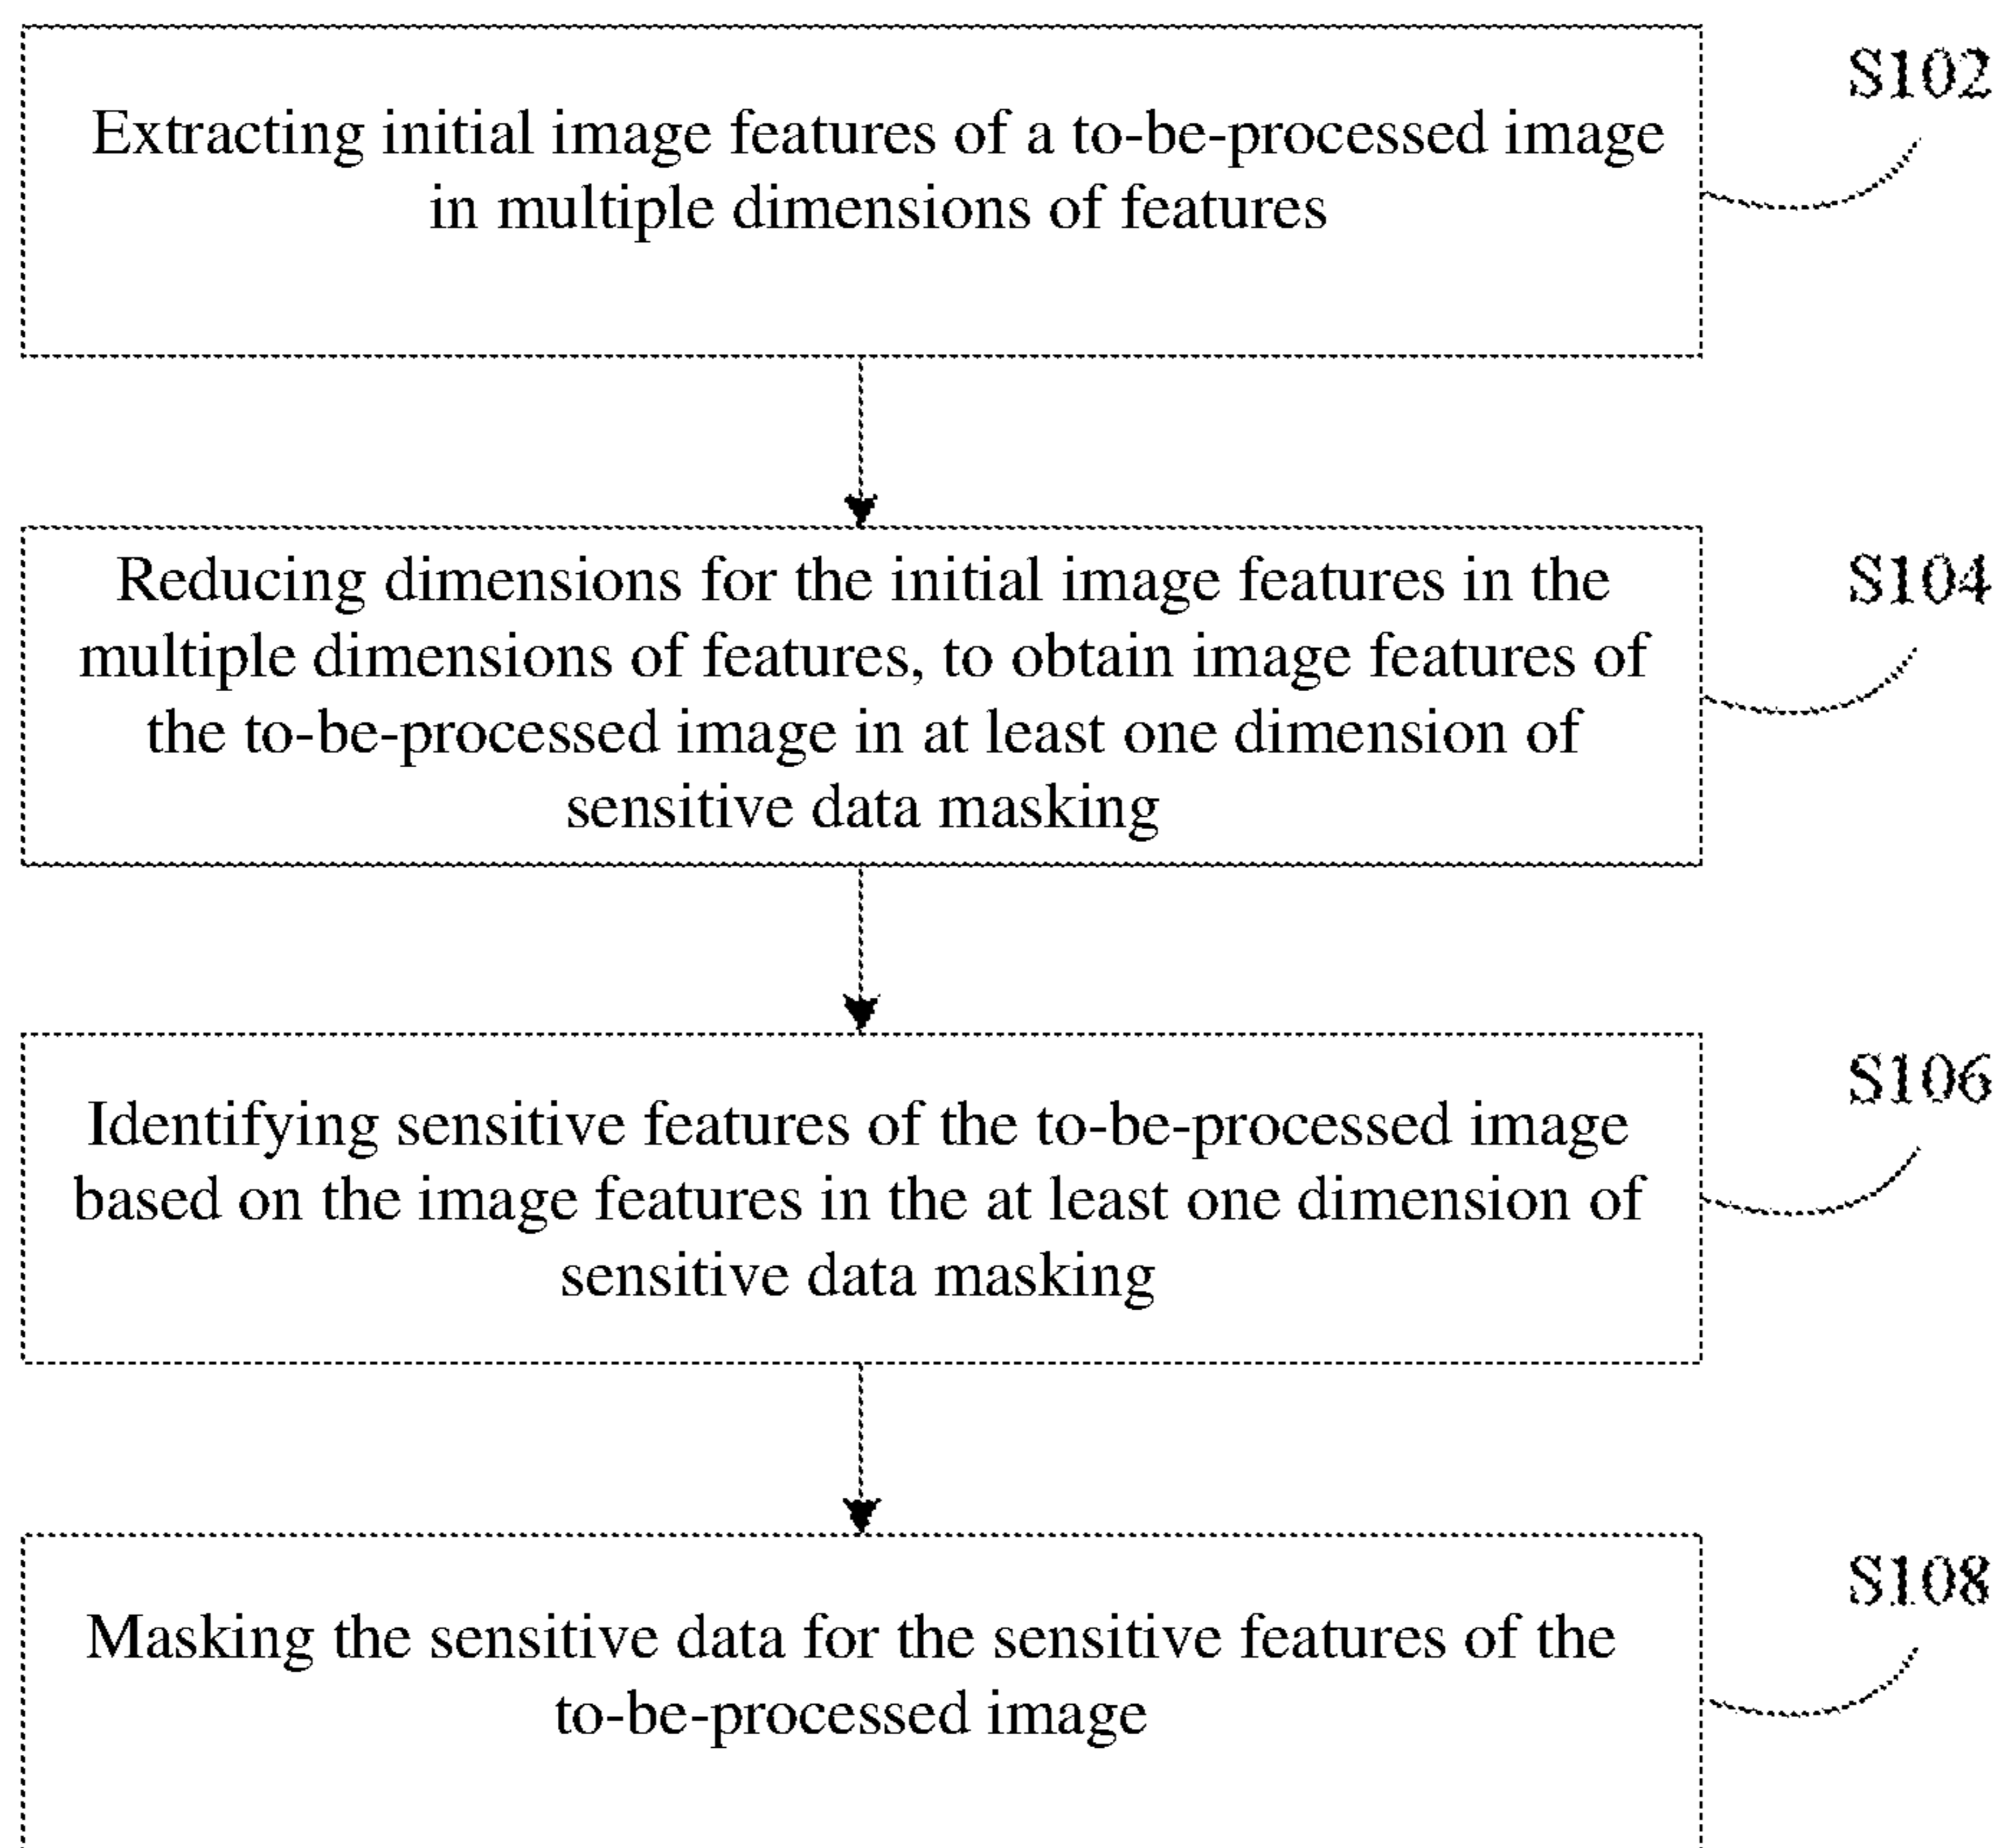 S102
Extracting initial image features of a to-be-processed image
in multiple dimensions of features
S104
Reducing dimensions for the initial image features in the
multiple dimensions of features, to obtain image features of
the to-be-processed image in at least one dimension of
sensitive data masking
S106
Identifying sensitive features of the to-be-processed image
based on the image features in the at least one dimension of
sensitive data masking
S108
Masking the sensitive data for the sensitive features of the
to-be-processed image